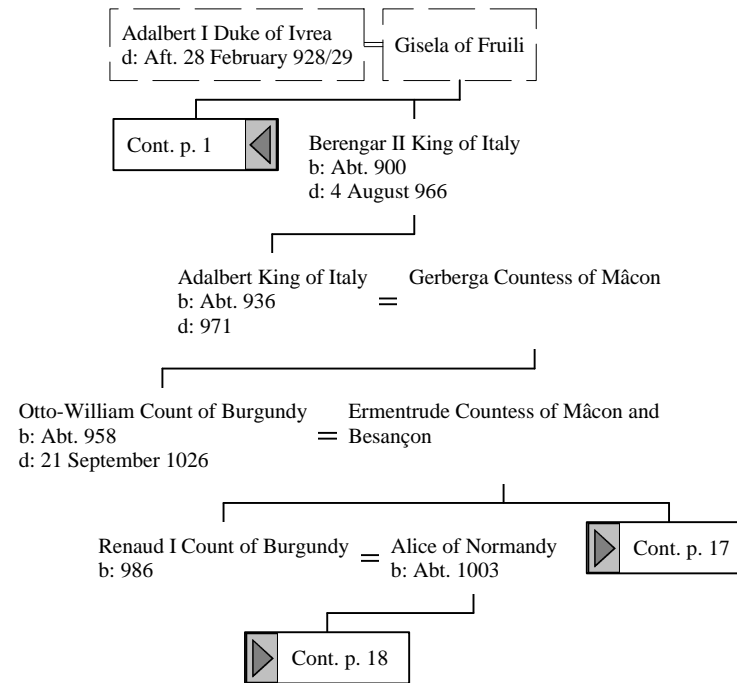 Adalbert I Duke of Ivrea
d: Aft. 28 February 928/29
=
Gisela of Fruili
Cont. p. 1
Berengar II King of Italy
b: Abt. 900
d: 4 August 966
Adalbert King of Italy
b: Abt. 936
d: 971
=
Gerberga Countess of Mâcon
Otto-William Count of Burgundy
b: Abt. 958
d: 21 September 1026
=
Ermentrude Countess of Mâcon and
Besançon
Renaud I Count of Burgundy
b: 986
=
Alice of Normandy
b: Abt. 1003
Cont. p. 17
Cont. p. 18